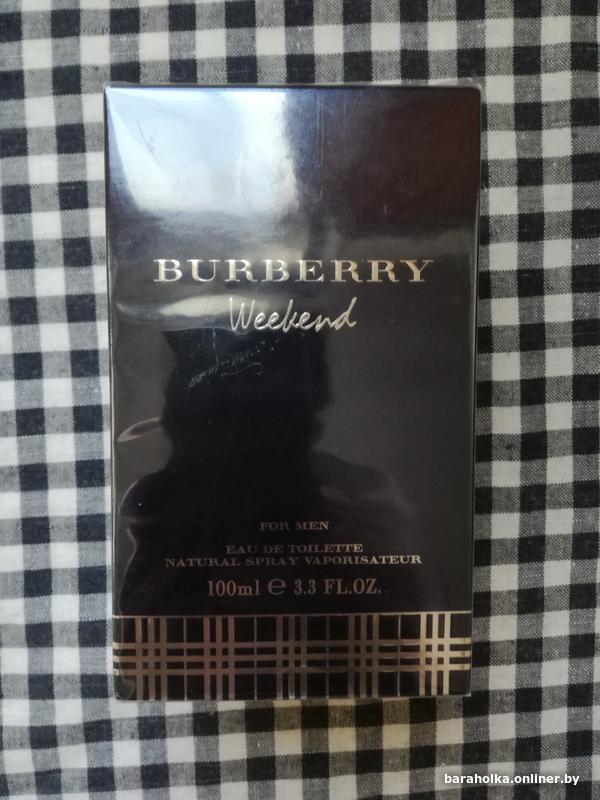 BURBERRY
Weekend
FOR MEN
EAU DE TOILETTE
NATURAL SPRAY VAPORISATEUR
100ml ℮ 3.3 FL.OZ.
baraholka.onliner.by